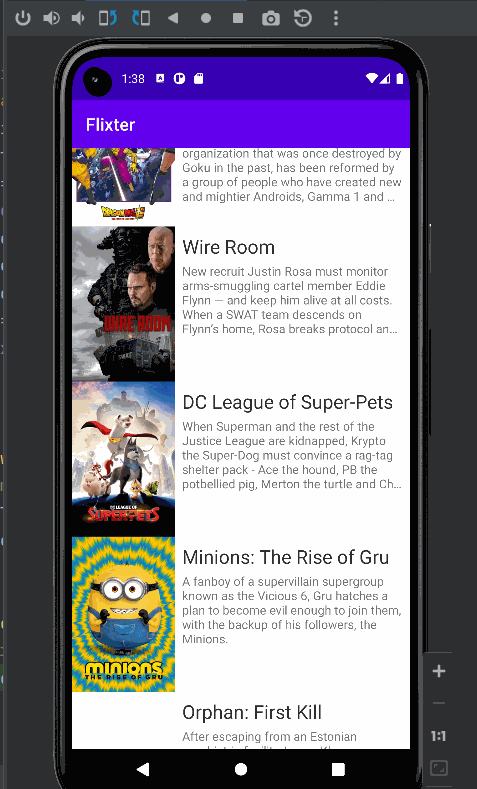 1:38
Flixter
organization that was once destroyed by
Goku in the past, has been reformed by
a group of people who have created new
and mightier Androids, Gamma 1 and ...
Wire Room
New recruit Justin Rosa must monitor
arms-smuggling cartel member Eddie
Flynn — and keep him alive at all costs.
When a SWAT team descends on
Flynn's home, Rosa breaks protocol an...
WIRE ROOM
DC League of Super-Pets
When Superman and the rest of the
Justice League are kidnapped, Krypto
the Super-Dog must convince a rag-tag
shelter pack - Ace the hound, PB the
potbellied pig, Merton the turtle and Ch...
LEAGUE OF
SUPER-PETS
Minions: The Rise of Gru
A fanboy of a supervillain supergroup
known as the Vicious 6, Gru hatches a
plan to become evil enough to join them,
with the backup of his followers, the
Minions.
MINIONS
THE RISE OF GRU
Orphan: First Kill
After escaping from an Estonian
1:1